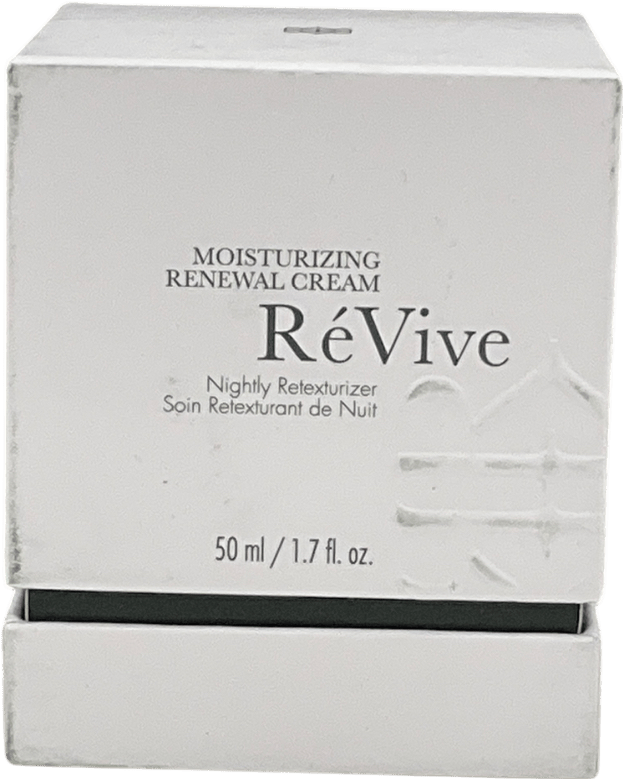 MOISTURIZING
RENEWAL CREAM
RéVive
Nightly Retexturizer
Soin Retexturant de Nuit
50 ml / 1.7 fl. oz.